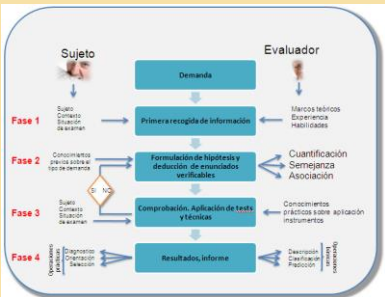 Sujeto
Evaluador
Demanda
Fase 1
Sujeto
Contexto
Situación
de examen
Primera recogida de información
Marcos teóricos
Experiencia
Habilidades
Fase 2
Conocimientos
prévios sobre el
tipo de demanda
Formulación de hipótesis y
deducción de enunciados
verificables
Cuantificación
Semejanza
Asociación
SI NO
Fase 3
Sujeto
Contexto
Situación
de examen
Comprobación. Aplicación de tests
y técnicas
Conocimientos
prácticos sobre aplicación
instrumentos
Fase 4
Operaciones
prácticas
Diagnostico
Orientación
Selección
Resultados, informe
Descripción
Clasificación
Predicción
Operaciones